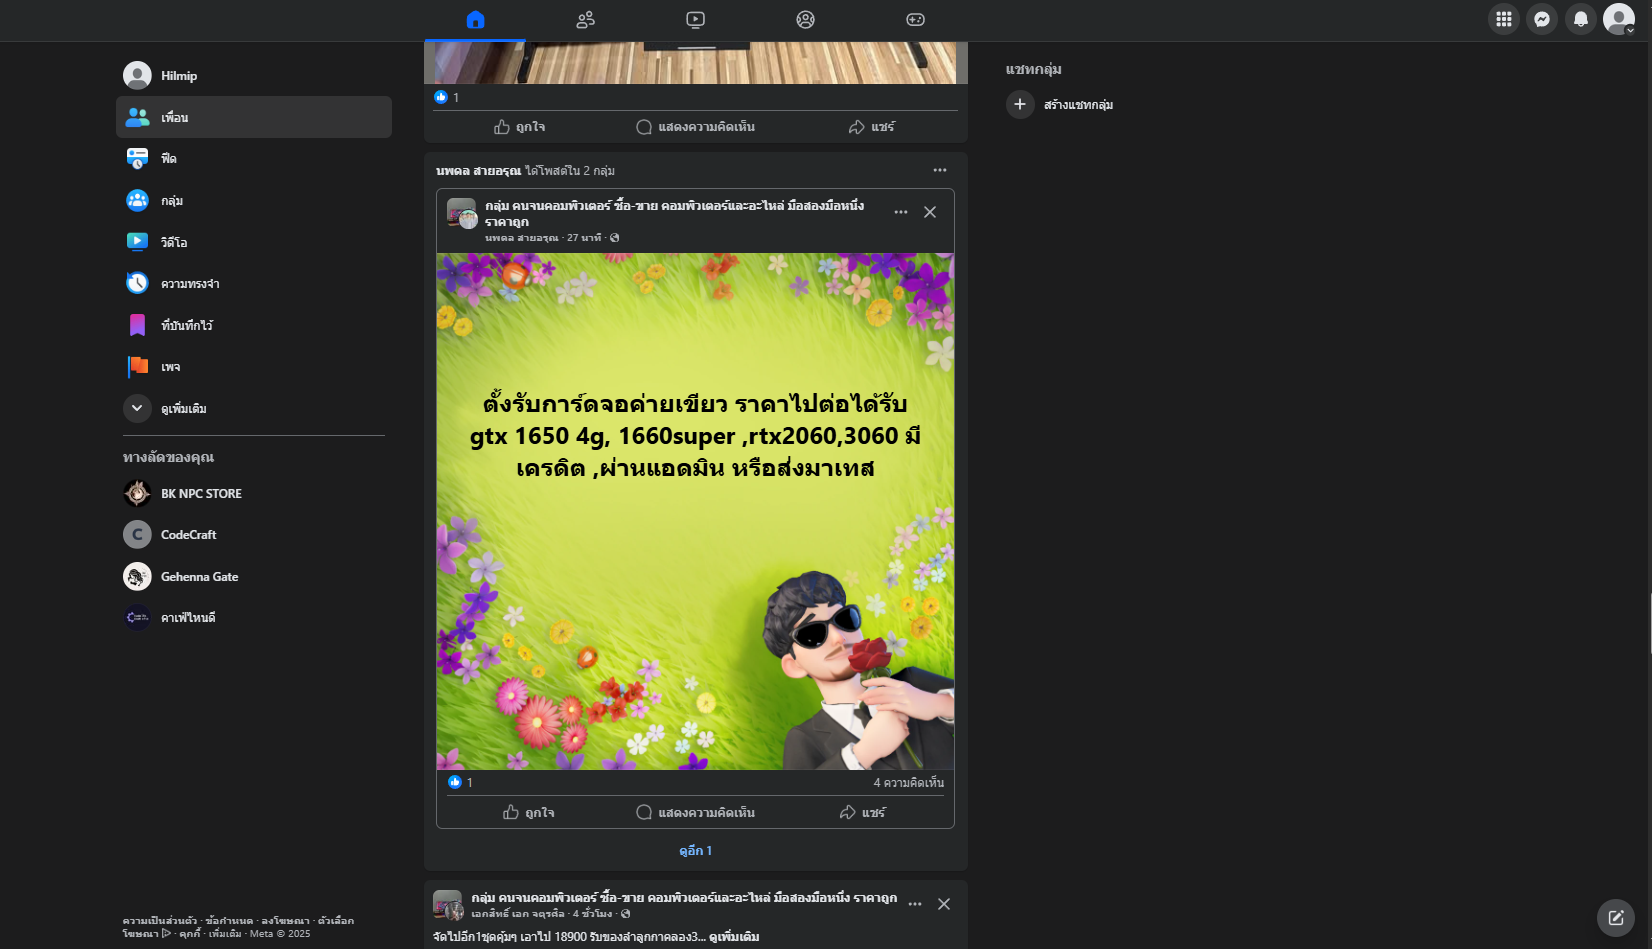 Hilmip
เพื่อน
ฟีด
กลุ่ม
วิดีโอ
ความทรงจำ
ที่บันทึกไว้
เพจ
ดูเพิ่มเติม
ทางลัดของคุณ
BK NPC STORE
C CodeCraft
Gehenna Gate
คาเฟ่ไหนดี
ความเป็นส่วนตัว · ข้อกำหนด · ลงโฆษณา · ตัวเลือก
โฆษณา · คุกกี้ · เพิ่มเติม · Meta © 2025
1
ถูกใจ แสดงความคิดเห็น แชร์
นพดล สายอรุณ ได้โพสต์ใน 2 กลุ่ม
กลุ่ม คนจนคอมพิวเตอร์ ซื้อ-ขาย คอมพิวเตอร์และอะไหล่ มือสองมือหนึ่ง
ราคาถูก
นพดล สายอรุณ · 27 นาที ·
ตั้งรับการ์ดจอค่ายเขียว ราคาไปต่อได้รับ
gtx 1650 4g, 1660super ,rtx2060,3060 มี
เครดิต ,ผ่านแอดมิน หรือส่งมาเทส
1 4 ความคิดเห็น
ถูกใจ แสดงความคิดเห็น แชร์
ดูอีก 1
กลุ่ม คนจนคอมพิวเตอร์ ซื้อ-ขาย คอมพิวเตอร์และอะไหล่ มือสองมือหนึ่ง ราคาถูก
เอกสิทธิ์ เอก จตุรศิล · 4 ชั่วโมง ·
จัดไปอีก1ชุดคุ้มๆ เอาไป 18900 รับของลำลูกกาคลอง3... ดูเพิ่มเติม
แชทกลุ่ม
สร้างแชทกลุ่ม